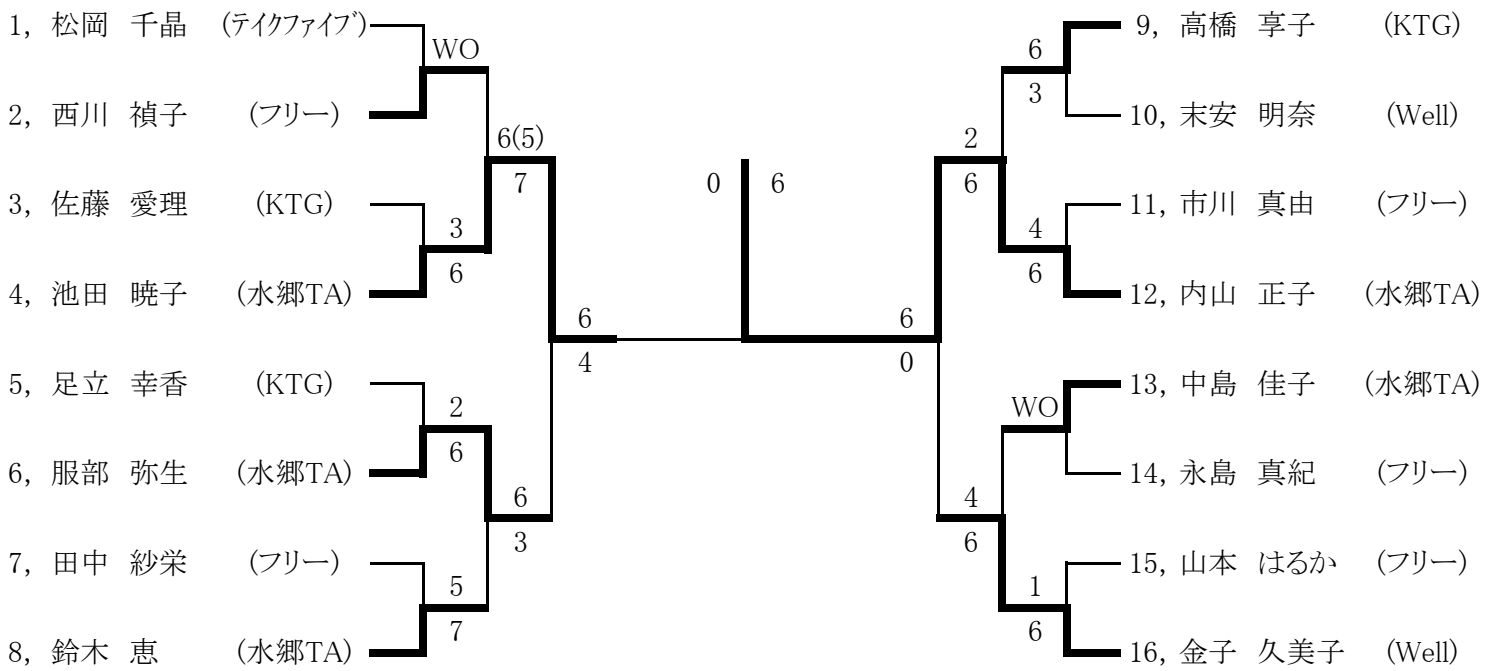 1, 松岡 千晶 (テイクファイブ)
WO
2, 西川 禎子 (フリー)
6(5)
7
3, 佐藤 愛理 (KTG)
3
6
4, 池田 暁子 (水郷TA)
6
4
5, 足立 幸香 (KTG)
2
6
6, 服部 弥生 (水郷TA)
6
3
7, 田中 紗栄 (フリー)
5
7
8, 鈴木 恵 (水郷TA)
0 6
9, 高橋 享子 (KTG)
6
3
10, 末安 明奈 (Well)
2
6
11, 市川 真由 (フリー)
4
6
12, 内山 正子 (水郷TA)
6
0
13, 中島 佳子 (水郷TA)
WO
14, 永島 真紀 (フリー)
4
6
15, 山本 はるか (フリー)
1
6
16, 金子 久美子 (Well)